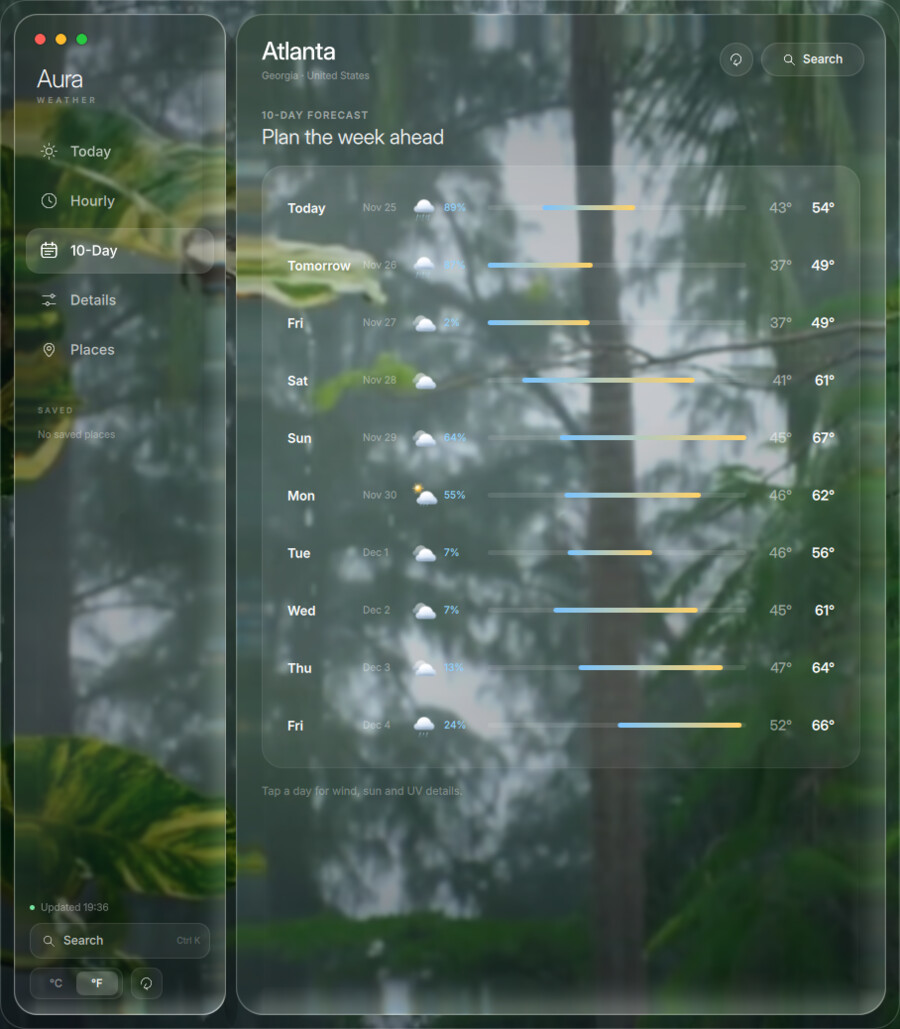 Aura
WEATHER
Today
Hourly
10-Day
Details
Places
SAVED
No saved places
Updated 19:36
Search Ctrl K
°C °F
Atlanta
Georgia · United States
Search
10-DAY FORECAST
Plan the week ahead
Today Nov 25 89% 43° 54°
Tomorrow Nov 26 37° 49°
Fri Nov 27 2% 37° 49°
Sat Nov 28 41° 61°
Sun Nov 29 64% 45° 67°
Mon Nov 30 55% 46° 62°
Tue Dec 1 7% 46° 56°
Wed Dec 2 7% 45° 61°
Thu Dec 3 13% 47° 64°
Fri Dec 4 24% 52° 66°
Tap a day for wind, sun and UV details.